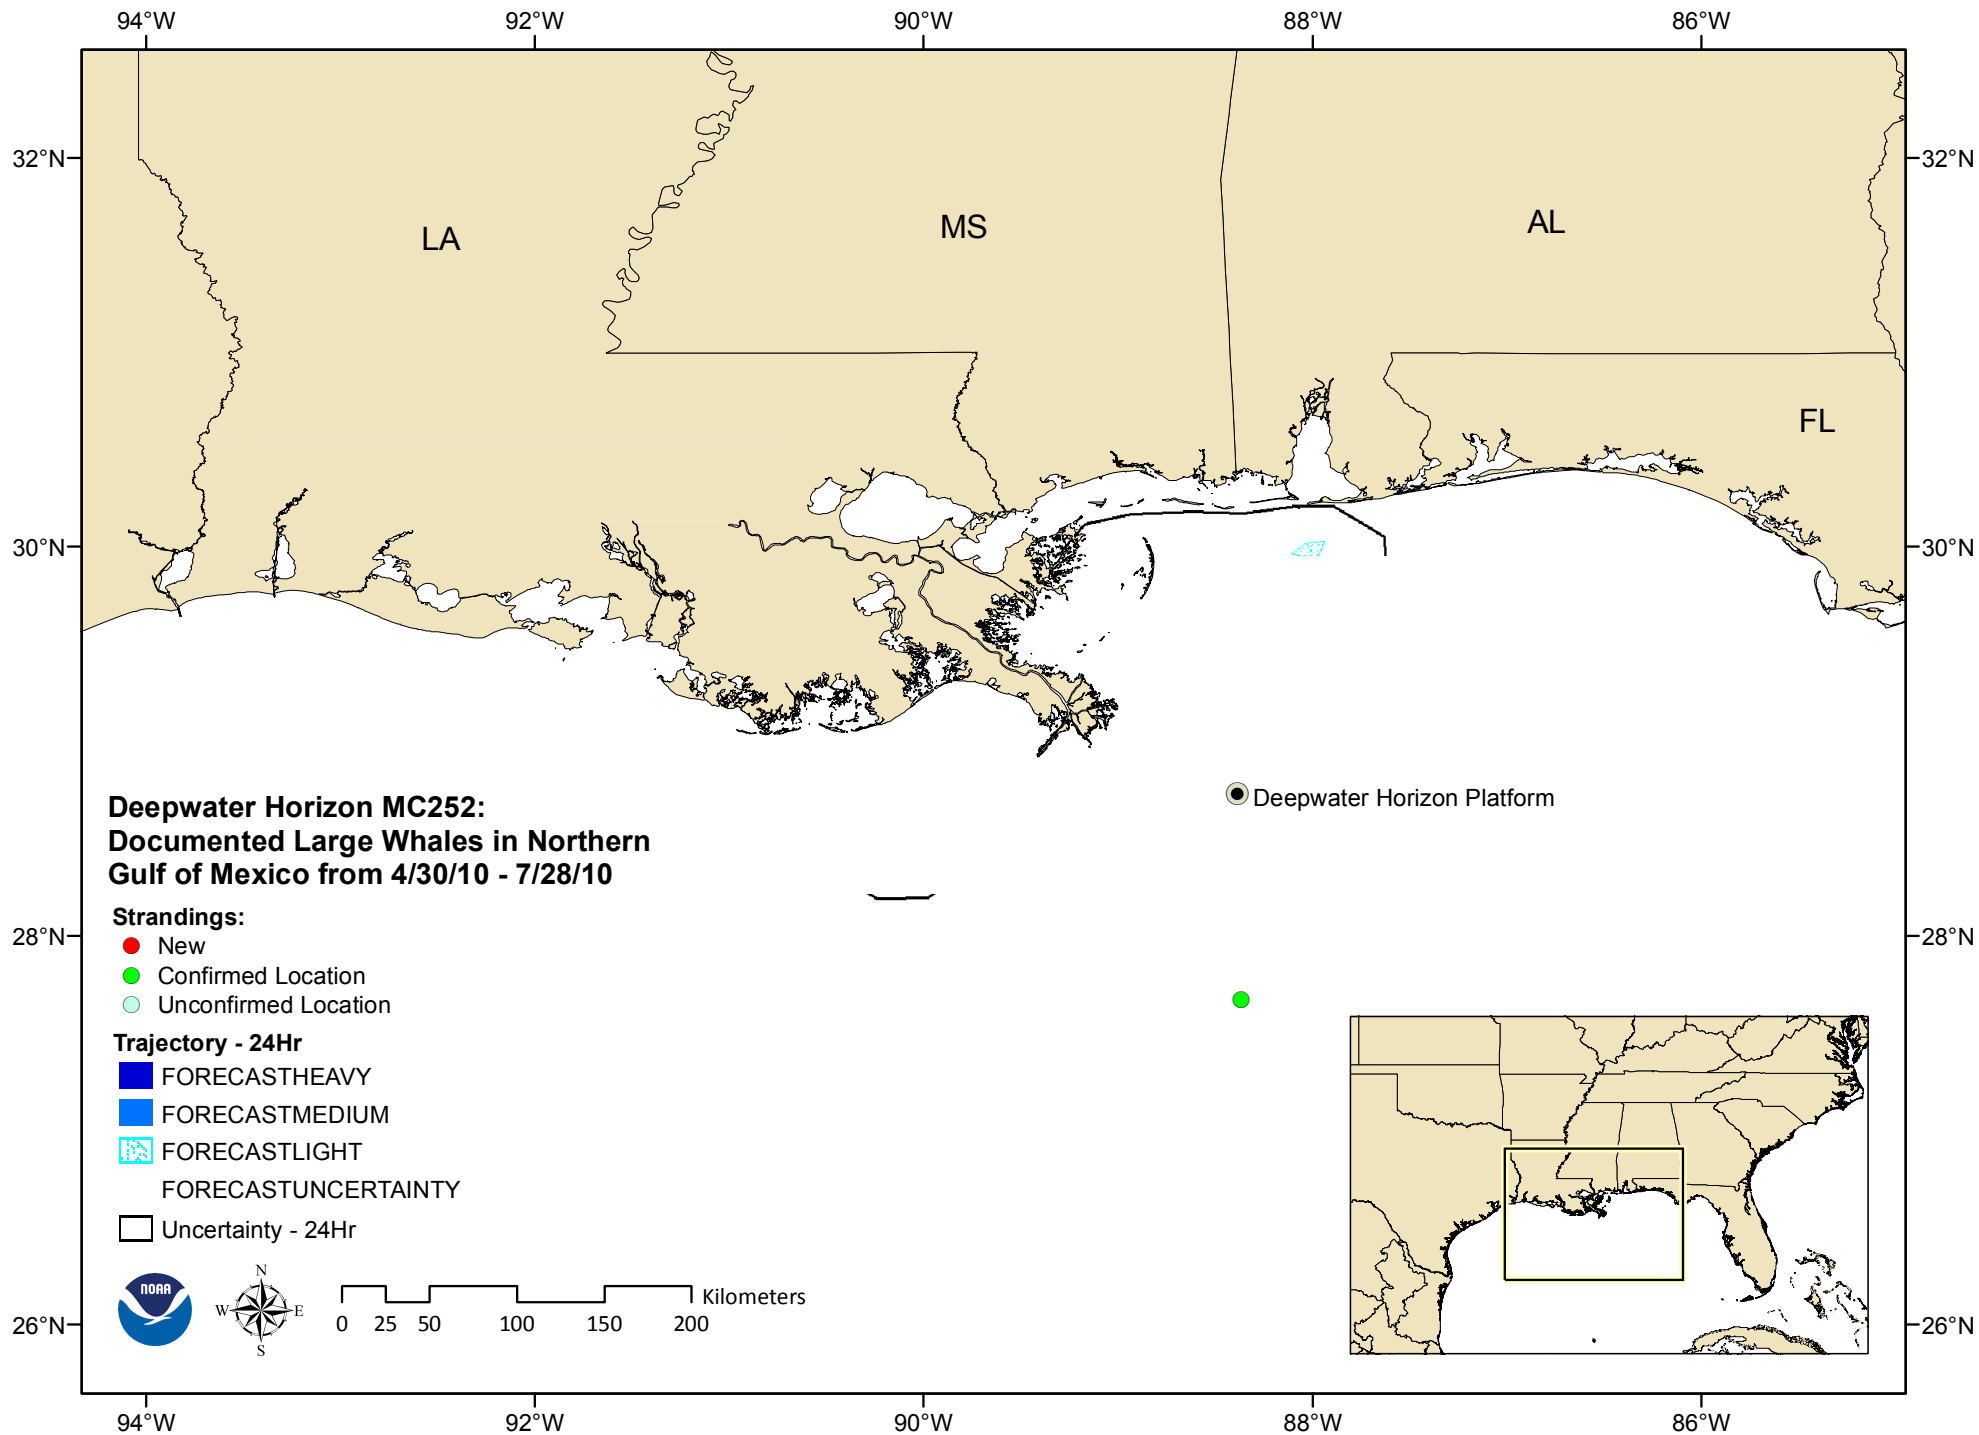 94°W 92°W 90°W 88°W 86°W
32°N 32°N
LA MS AL
FL
30°N 30°N
Deepwater Horizon Platform
Deepwater Horizon MC252:
Documented Large Whales in Northern
Gulf of Mexico from 4/30/10 - 7/28/10
Strandings:
28°N 28°N
New
Confirmed Location
Unconfirmed Location
Trajectory - 24Hr
FORECASTHEAVY
FORECASTMEDIUM
FORECASTLIGHT
FORECASTUNCERTAINTY
Uncertainty - 24Hr
NOAA
N
W E
S
Kilometers
0 25 50 100 150 200
26°N 26°N
94°W 92°W 90°W 88°W 86°W